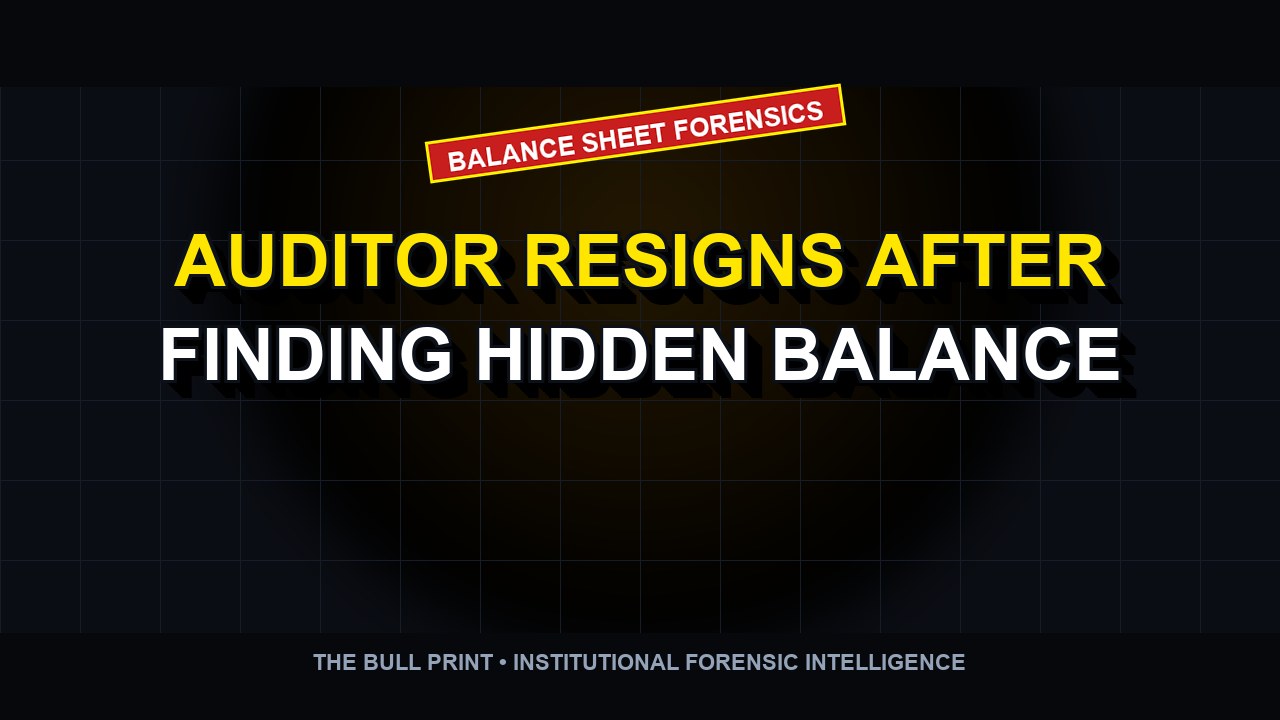 BALANCE SHEET FORENSICS
AUDITOR RESIGNS AFTER
FINDING HIDDEN BALANCE
THE BULL PRINT • INSTITUTIONAL FORENSIC INTELLIGENCE